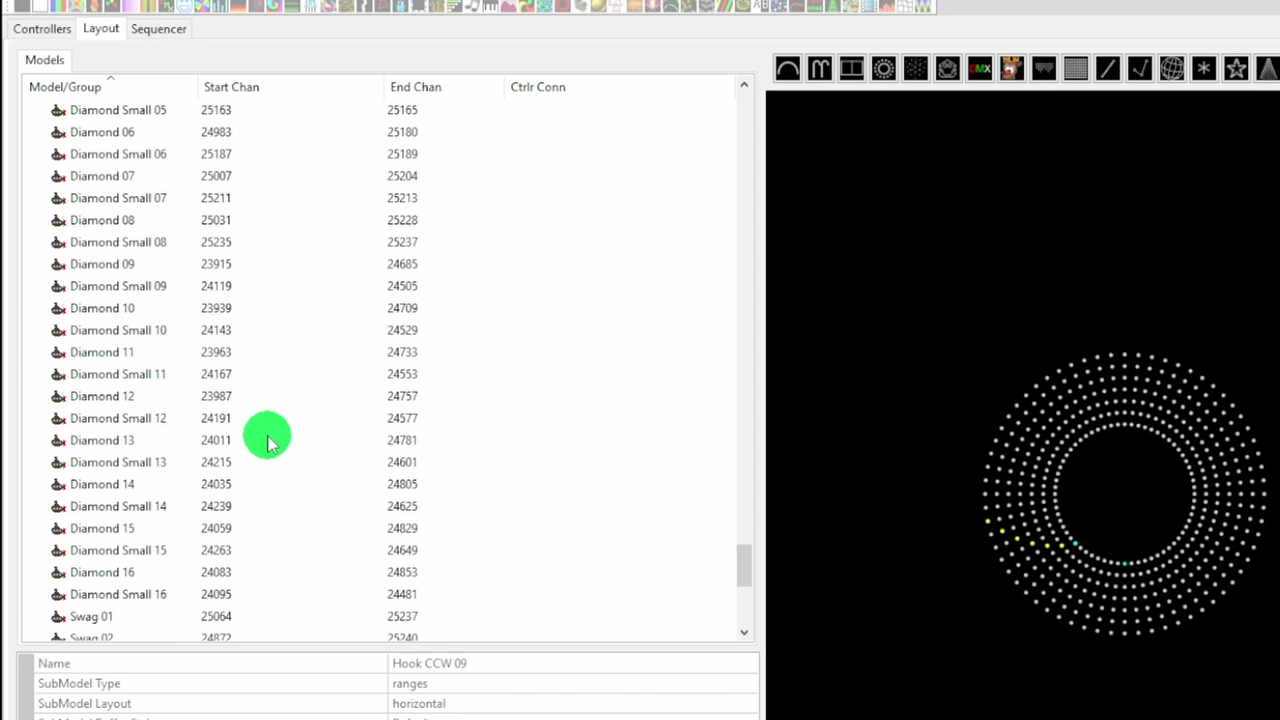 Controllers Layout Sequencer
Models
Model/Group Start Chan End Chan Ctrlr Conn
Diamond Small 05 25163 25165
Diamond 06 24983 25180
Diamond Small 06 25187 25189
Diamond 07 25007 25204
Diamond Small 07 25211 25213
Diamond 08 25031 25228
Diamond Small 08 25235 25237
Diamond 09 23915 24685
Diamond Small 09 24119 24505
Diamond 10 23939 24709
Diamond Small 10 24143 24529
Diamond 11 23963 24733
Diamond Small 11 24167 24553
Diamond 12 23987 24757
Diamond Small 12 24191 24577
Diamond 13 24011 24781
Diamond Small 13 24215 24601
Diamond 14 24035 24805
Diamond Small 14 24239 24625
Diamond 15 24059 24829
Diamond Small 15 24263 24649
Diamond 16 24083 24853
Diamond Small 16 24095 24481
Swag 01 25064 25237
Swag 02 24872 25240
Name Hook CCW 09
SubModel Type ranges
SubModel Layout horizontal
DMX